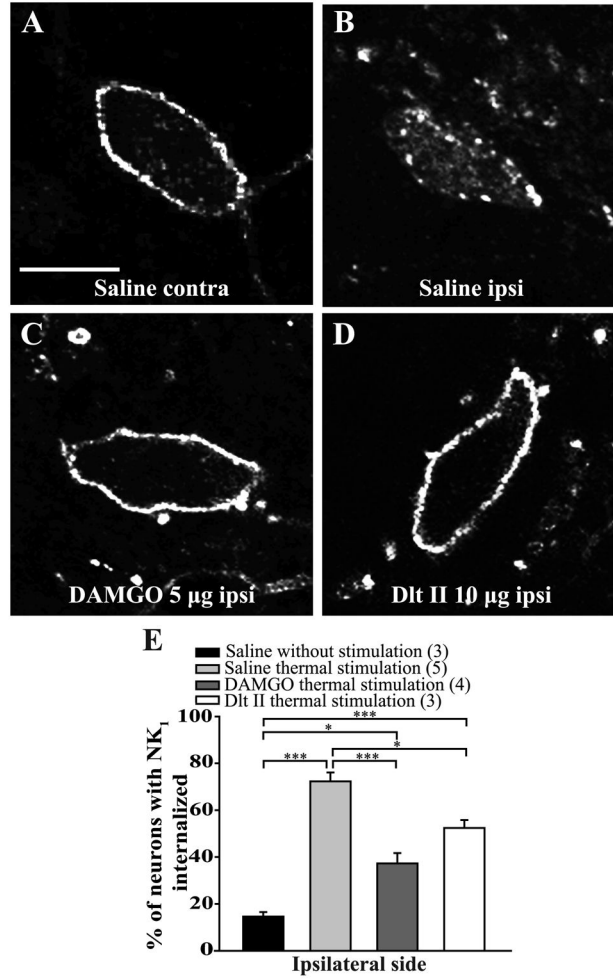 A
B
Saline contra
Saline ipsi
C
D
DAMGO 5 µg ipsi
Dlt II 10 µg ipsi
E
Saline without stimulation (3)
Saline thermal stimulation (5)
DAMGO thermal stimulation (4)
Dlt II thermal stimulation (3)
% of neurons with NK₁
internalized
100
80
60
40
20
0
***
*
*
***
***
Ipsilateral side